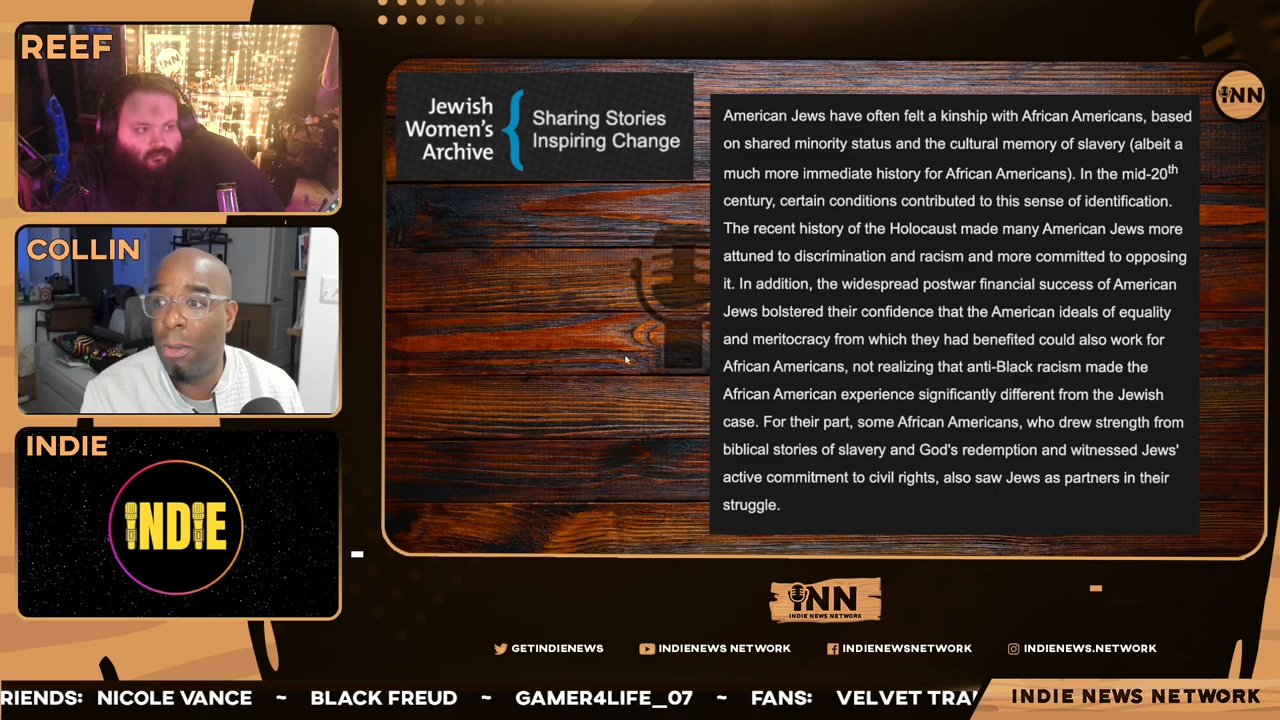 REEF
COLLIN
INDIE
INDIE
Jewish
Women's
Archive
Sharing Stories
Inspiring Change
INN
American Jews have often felt a kinship with African Americans, based
on shared minority status and the cultural memory of slavery (albeit a
much more immediate history for African Americans). In the mid-20th
century, certain conditions contributed to this sense of identification.
The recent history of the Holocaust made many American Jews more
attuned to discrimination and racism and more committed to opposing
it. In addition, the widespread postwar financial success of American
Jews bolstered their confidence that the American ideals of equality
and meritocracy from which they had benefited could also work for
African Americans, not realizing that anti-Black racism made the
African American experience significantly different from the Jewish
case. For their part, some African Americans, who drew strength from
biblical stories of slavery and God's redemption and witnessed Jews'
active commitment to civil rights, also saw Jews as partners in their
struggle.
INN
INDIE NEWS NETWORK
GETINDIENEWS INDIENEWS NETWORK INDIENEWSNETWORK INDIENEWS.NETWORK
RIENDS: NICOLE VANCE ~ BLACK FREUD ~ GAMER4LIFE_07 ~ FANS: VELVET TRA
INDIE NEWS NETWORK